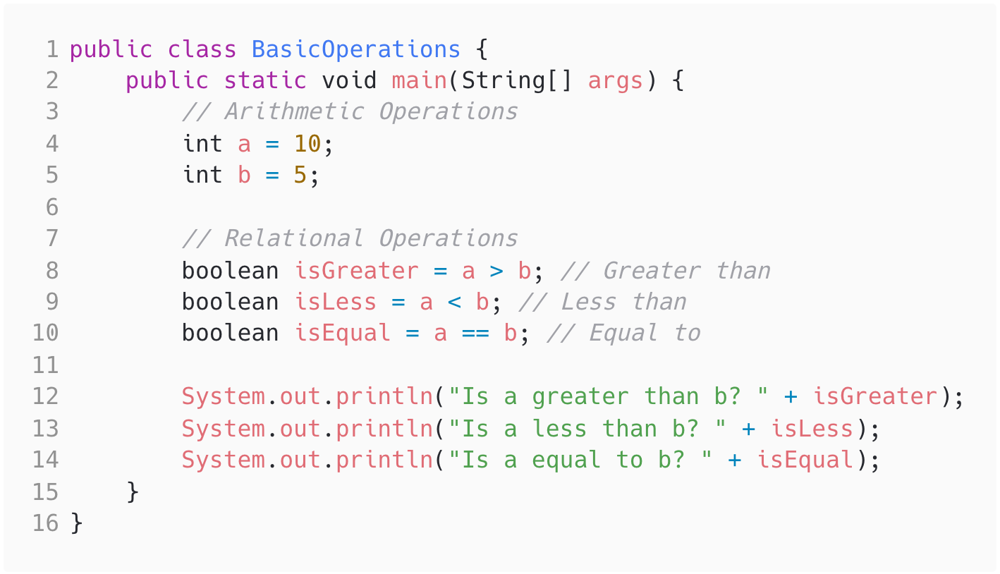 1 public class BasicOperations {
2     public static void main(String[] args) {
3         // Arithmetic Operations
4         int a = 10;
5         int b = 5;
6
7         // Relational Operations
8         boolean isGreater = a > b; // Greater than
9         boolean isLess = a < b; // Less than
10         boolean isEqual = a == b; // Equal to
11
12         System.out.println("Is a greater than b? " + isGreater);
13         System.out.println("Is a less than b? " + isLess);
14         System.out.println("Is a equal to b? " + isEqual);
15     }
16 }